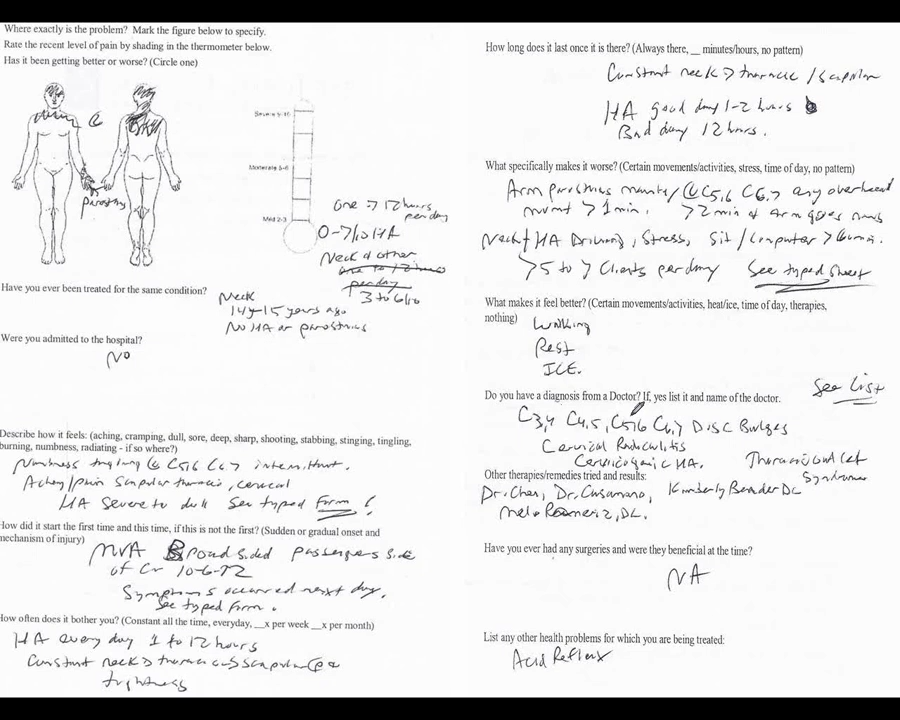 Where exactly is the problem? Mark the figure below to specify.
Rate the recent level of pain by shading in the thermometer below.
Has it been getting better or worse? (Circle one)
Severe 9-10
Moderate 5-6
Mild 2-3
one → 12 hours
per day
0-7/10 HA
Neck & other
one to 12 hours
per day
3 to 6/10
Have you ever been treated for the same condition?
Neck
14-15 years ago
No HA or
Were you admitted to the hospital?
NO
Describe how it feels: (aching, cramping, dull, sore, deep, sharp, shooting, stabbing, stinging, tingling,
burning, numbness, radiating - if so where?)
Numbness tingling C5,6 C6,7 intermittent.
Achey/pain scapular thoracic, cervical
HA severe to dull See typed Form!
How did it start the first time and this time, if this is not the first? (Sudden or gradual onset and
mechanism of injury)
MVA Broad sided passengers side
of Car 10-6-12
Symptoms occurred next day.
See typed Form.
How often does it bother you? (Constant all the time, everyday, __x per week __x per month)
HA every day 1 to 12 hours
Constant neck > thoracic scapular
tightness
How long does it last once it is there? (Always there, __ minutes/hours, no pattern)
Constant neck > thoracic / scapular
HA good day 1-2 hours
Bad day 12 hours.
What specifically makes it worse? (Certain movements/activities, stress, time of day, no pattern)
Arm C5,6 C6,7 any overhead
mvmt > 1 min. > 2 min of Arm goes numb
Neck + HA Driving, Stress, Sit / Computer >
>5 to 7 Clients per day See typed sheet
What makes it feel better? (Certain movements/activities, heat/ice, time of day, therapies,
nothing)
Walking
Rest
ICE.
See List
Do you have a diagnosis from a Doctor? If, yes list it and name of the doctor.
C3,4 C4,5, C5,6 C6,7 Disc Bulges
Cervical Radiculitis
Cervicogenic HA. Thoracic outlet
Syndrome
Other therapies/remedies tried and results:
Dr. Chan, Dr. Cusumano, Kimberly Bender DC
DC.
Have you ever had any surgeries and were they beneficial at the time?
NA
List any other health problems for which you are being treated:
Acid Reflux